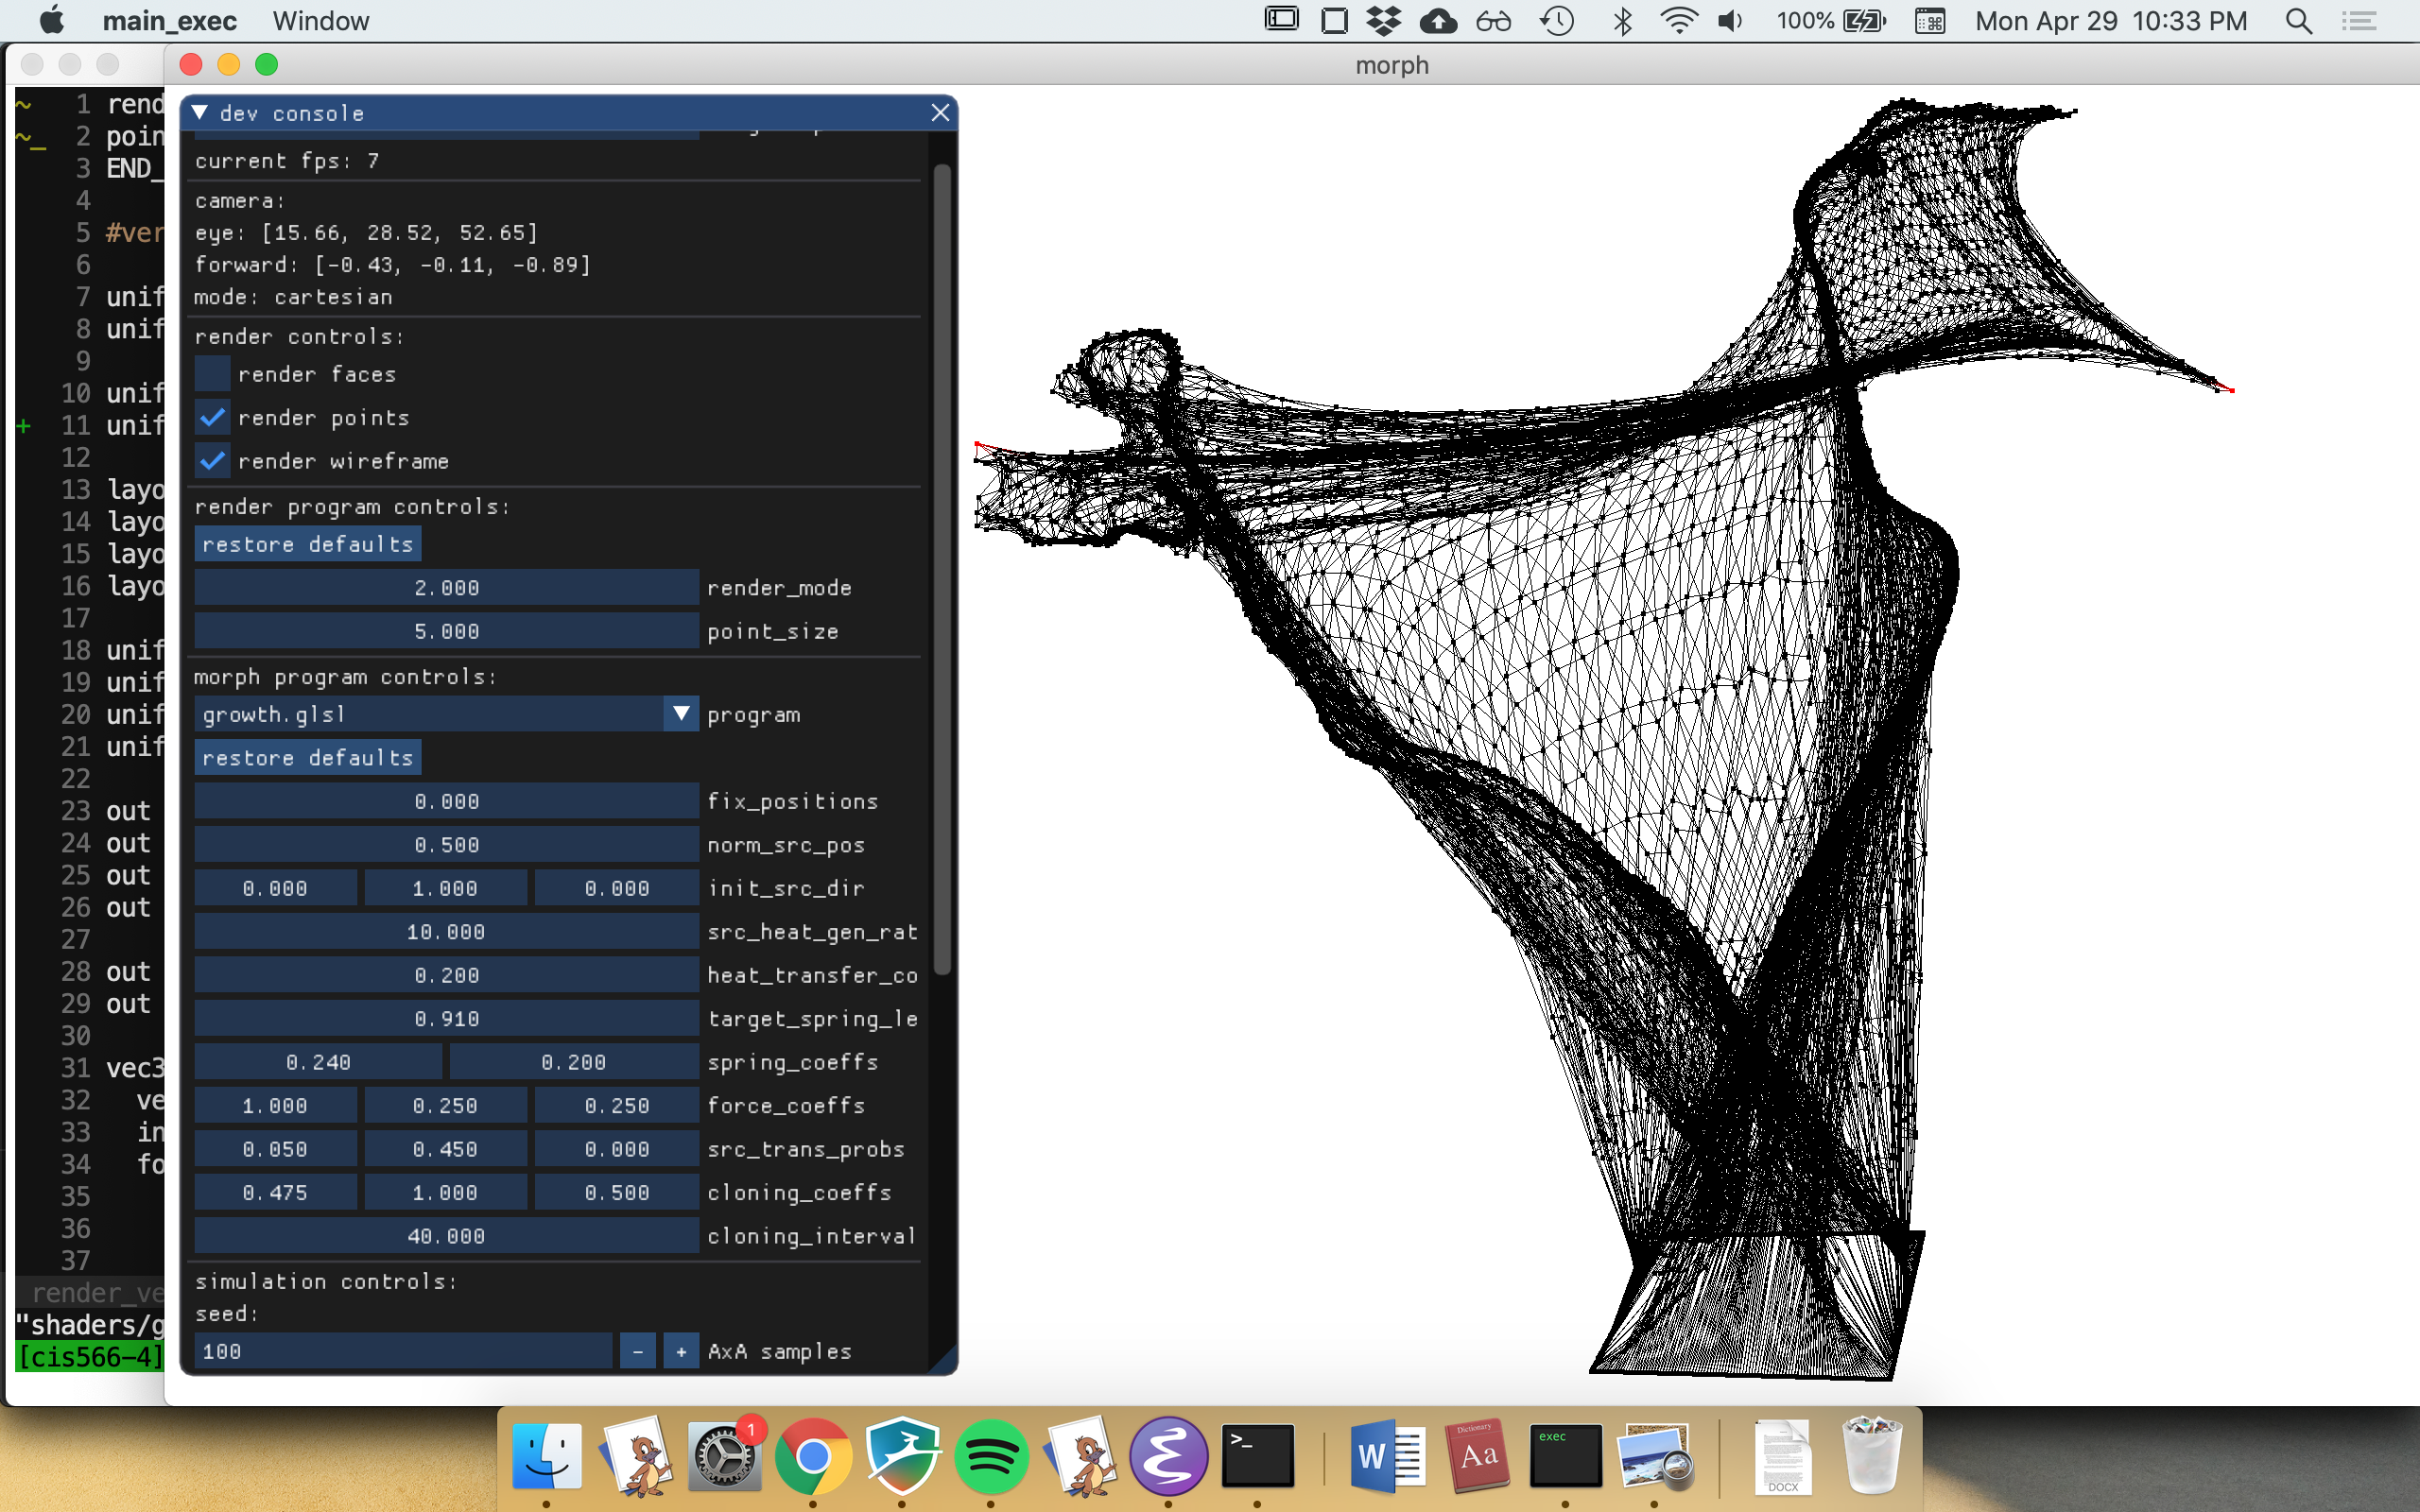 main_exec Window 100% Mon Apr 29 10:33 PM
morph
~ 1 rend
~_ 2 poin
3 END_
4
5 #ver
6
7 unif
8 unif
9
10 unif
+ 11 unif
12
13 layo
14 layo
15 layo
16 layo
17
18 unif
19 unif
20 unif
21 unif
22
23 out
24 out
25 out
26 out
27
28 out
29 out
30
31 vec3
32 ve
33 in
34 fo
35
36
37
render_ve
"shaders/g
[cis566-4]
dev console
current fps: 7
camera:
eye: [15.66, 28.52, 52.65]
forward: [-0.43, -0.11, -0.89]
mode: cartesian
render controls:
render faces
render points
render wireframe
render program controls:
restore defaults
2.000 render_mode
5.000 point_size
morph program controls:
growth.glsl program
restore defaults
0.000 fix_positions
0.500 norm_src_pos
0.000 1.000 0.000 init_src_dir
10.000 src_heat_gen_rat
0.200 heat_transfer_co
0.910 target_spring_le
0.240 0.200 spring_coeffs
1.000 0.250 0.250 force_coeffs
0.050 0.450 0.000 src_trans_probs
0.475 1.000 0.500 cloning_coeffs
40.000 cloning_interval
simulation controls:
seed:
100 - + AxA samples
1
>_
W
Dictionary
Aa
exec
DOCX